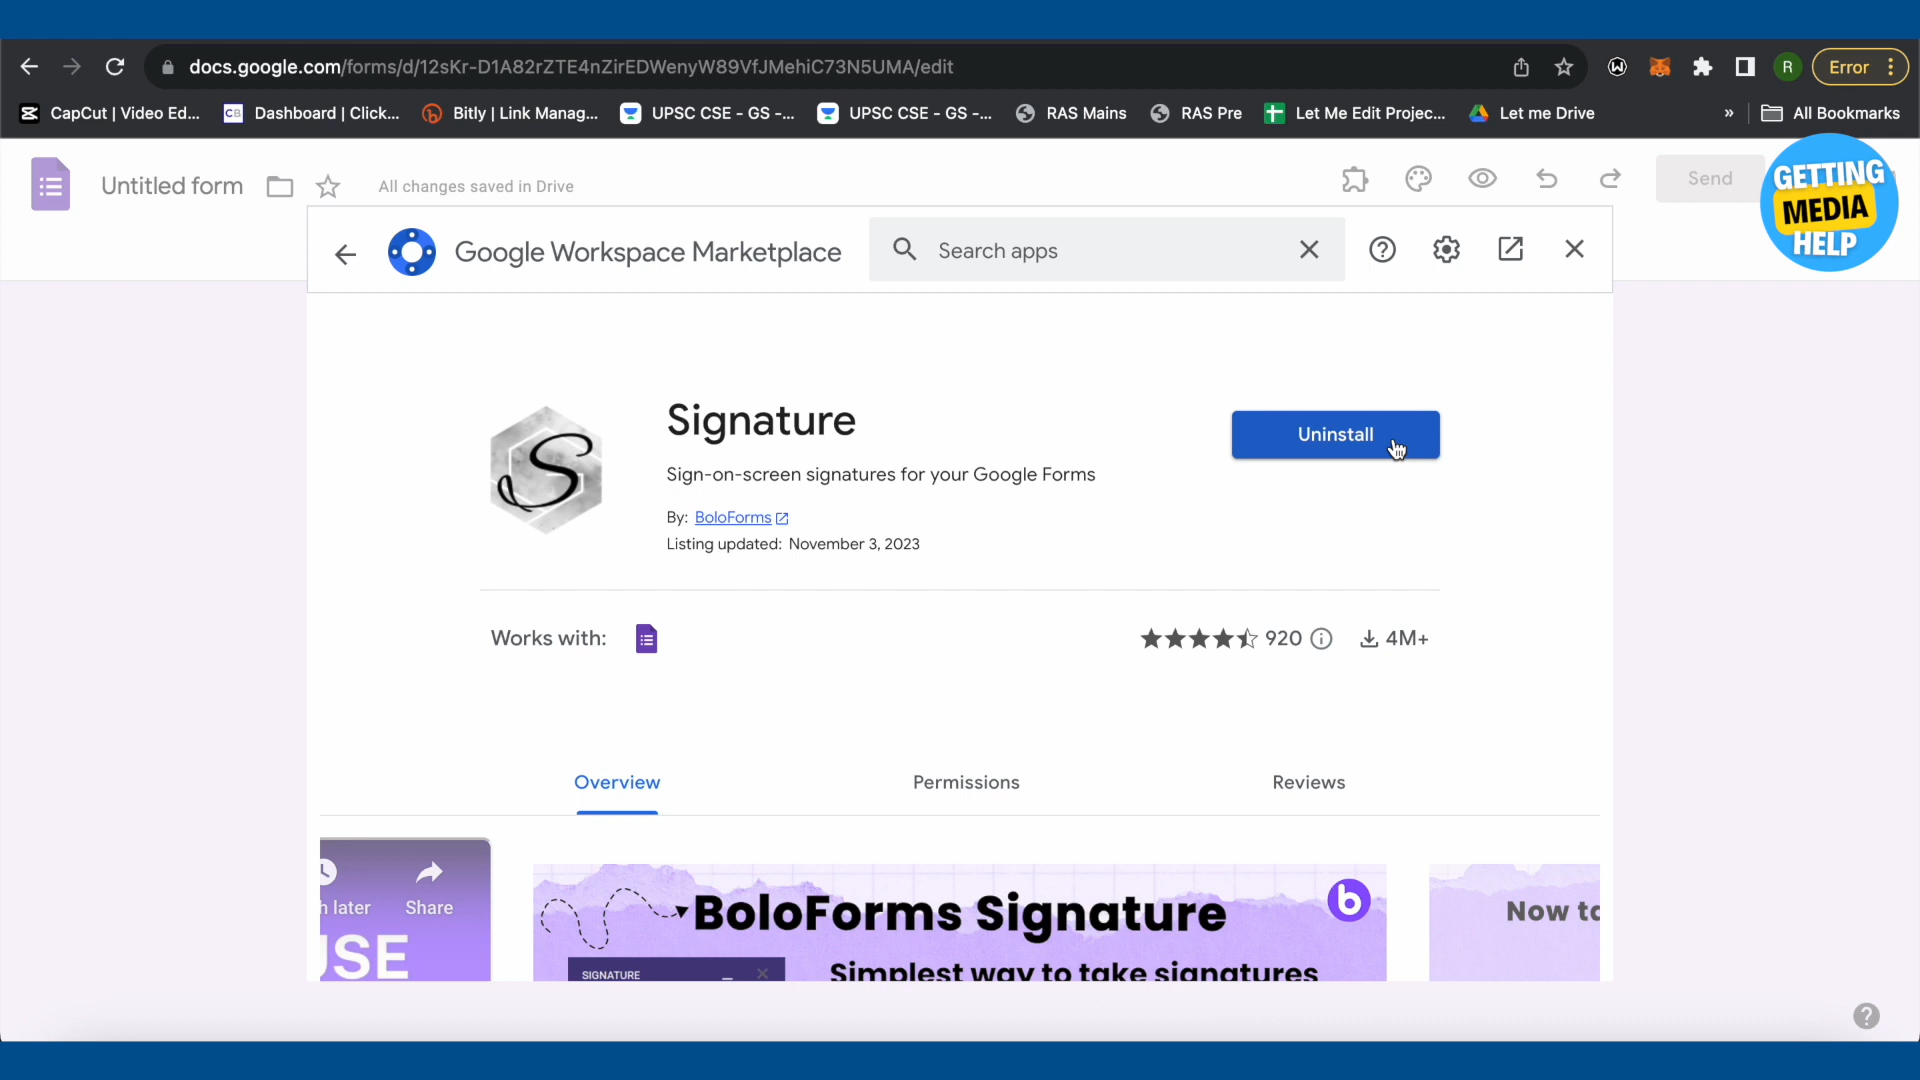 docs.google.com/forms/d/12sKr-D1A82rZTE4nZirEDWenyW89VfJMehiC73N5UMA/edit
R
Error
CapCut | Video Ed...
CB
Dashboard | Click...
Bitly | Link Manag...
UPSC CSE - GS -...
UPSC CSE - GS -...
RAS Mains
RAS Pre
Let Me Edit Projec...
Let me Drive
»
All Bookmarks
Untitled form
All changes saved in Drive
Send
GETTING
MEDIA
HELP
Google Workspace Marketplace
Search apps
Signature
Uninstall
Sign-on-screen signatures for your Google Forms
By: BoloForms
Listing updated: November 3, 2023
Works with:
920
4M+
Overview
Permissions
Reviews
h later
Share
USE
BoloForms Signature
b
Now to
SIGNATURE
Simplest way to take signatures